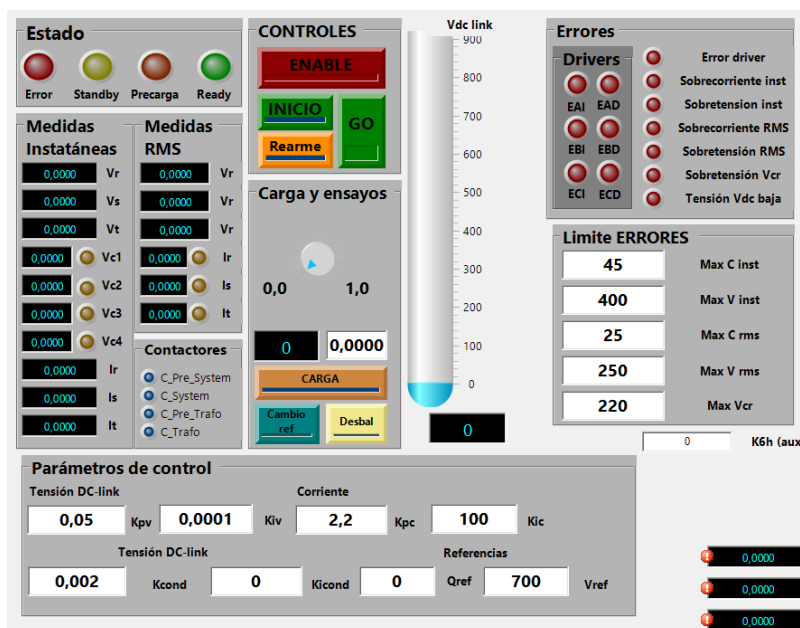 Estado
Error Standby Precarga Ready
Medidas Instatáneas
0,0000 Vr
0,0000 Vs
0,0000 Vt
0,0000 Vc1
0,0000 Vc2
0,0000 Vc3
0,0000 Vc4
0,0000 Ir
0,0000 Is
0,0000 It
Medidas RMS
0,0000 Vr
0,0000 Vr
0,0000 Vr
0,0000 Ir
0,0000 Is
0,0000 It
Contactores
C_Pre_System
C_System
C_Pre_Trafo
C_Trafo
CONTROLES
ENABLE
INICIO
GO
Rearme
Carga y ensayos
0,0 1,0
0 0,0000
CARGA
Cambio ref
Desbal
Vdc link
900
800
700
600
500
400
300
200
100
0
0
Errores
Drivers
EAI EAD
EBI EBD
ECI ECD
Error driver
Sobrecorriente inst
Sobretension inst
Sobrecorriente RMS
Sobretensión RMS
Sobretensión Vcr
Tensión Vdc baja
Limite ERRORES
45 Max C inst
400 Max V inst
25 Max C rms
250 Max V rms
220 Max Vcr
0 K6h (aux
Parámetros de control
Tensión DC-link Corriente
0,05 Kpv 0,0001 Kiv 2,2 Kpc 100 Kic
Tensión DC-link Referencias
0,002 Kcond 0 Kicond 0 Qref 700 Vref
0,0000
0,0000
0,0000